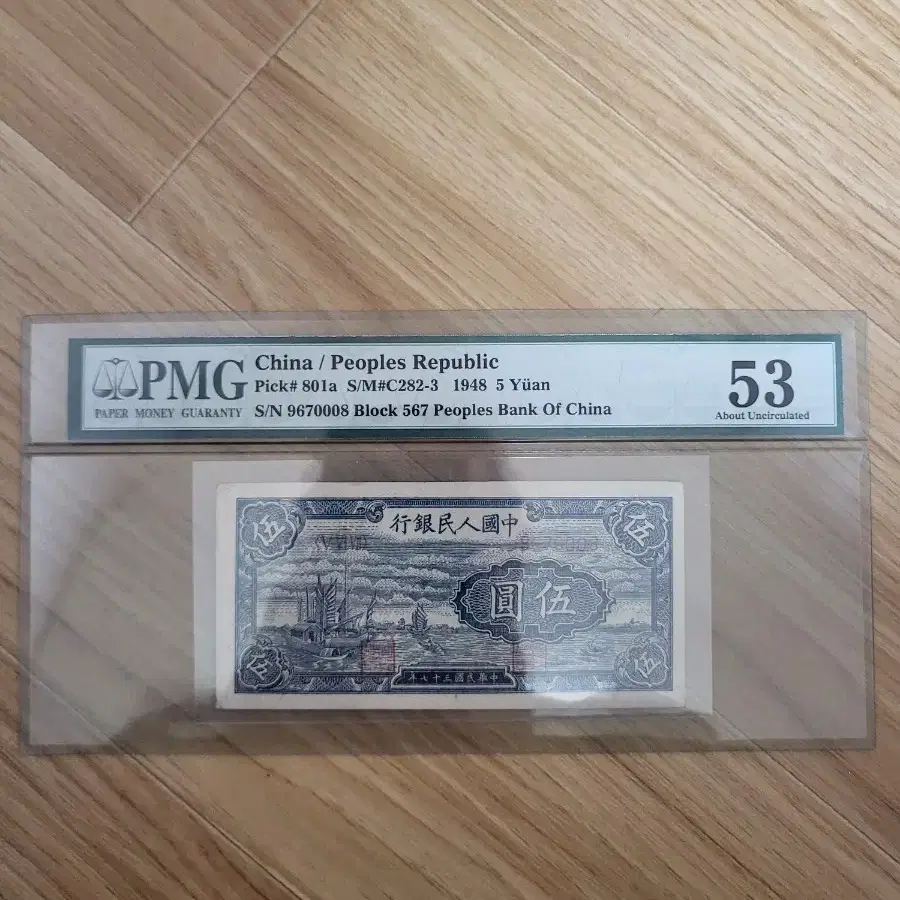 PMG
PAPER MONEY GUARANTY
China / Peoples Republic
Pick# 801a S/M#C282-3 1948 5 Yüan
S/N 9670008 Block 567 Peoples Bank Of China
53
About Uncirculated
行銀民人國中
伍
伍
圓伍
伍
伍
年七十三國民華中